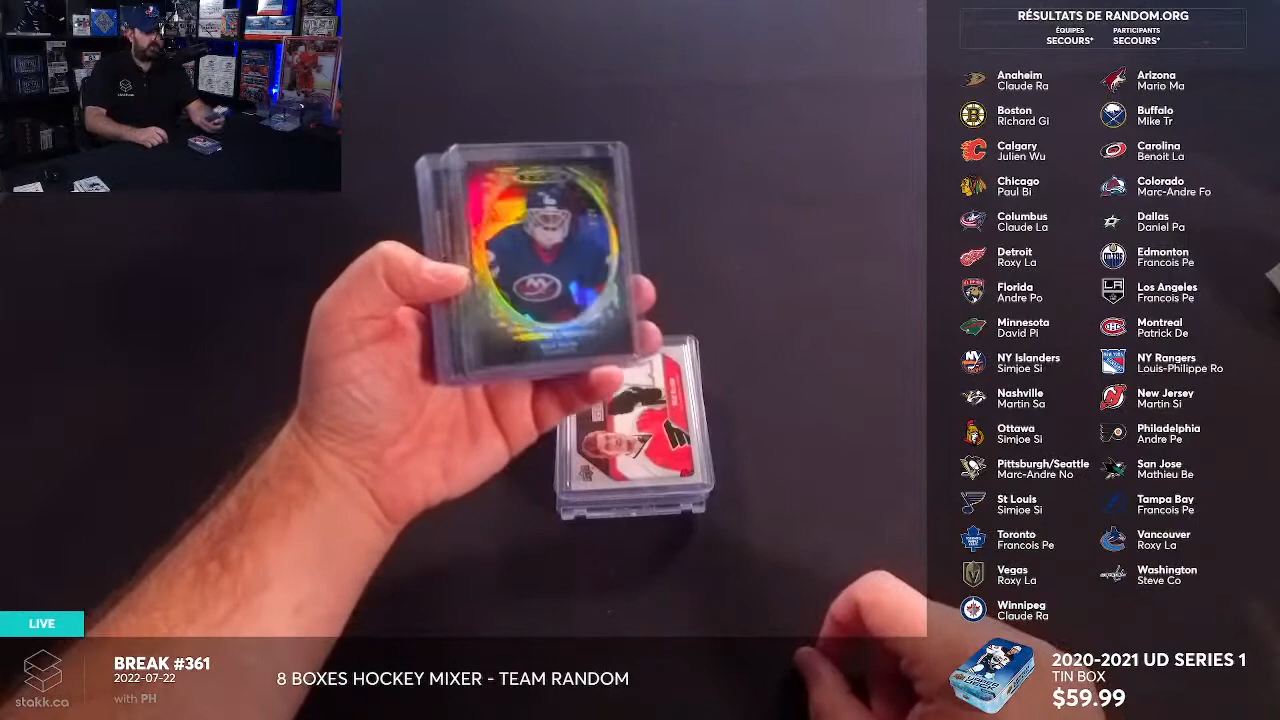 RÉSULTATS DE RANDOM.ORG
ÉQUIPES PARTICIPANTS
SECOURS* SECOURS*
Anaheim
Claude Ra
Arizona
Mario Ma
Boston
Richard Gi
Buffalo
Mike Tr
Calgary
Julien Wu
Carolina
Benoit La
Chicago
Paul Bl
Colorado
Marc-Andre Fo
Columbus
Claude La
Dallas
Daniel Pa
Detroit
Roxy La
Edmonton
Francois Pe
Florida
Andre Po
Los Angeles
Francois Pe
Minnesota
David Pl
Montreal
Patrick De
NY Islanders
Simjoe Si
NY Rangers
Louis-Philippe Ro
Nashville
Martin Sa
New Jersey
Martin Si
Ottawa
Simjoe Si
Philadelphia
Andre Pe
Pittsburgh/Seattle
Marc-Andre No
San Jose
Mathieu Be
St Louis
Simjoe Si
Tampa Bay
Francois Pe
Toronto
Francois Pe
Vancouver
Roxy La
Vegas
Roxy La
Washington
Steve Co
Winnipeg
Claude Ra
NY
LIVE
stakk.ca
BREAK #361
2022-07-22
with PH
8 BOXES HOCKEY MIXER - TEAM RANDOM
2020-2021 UD SERIES 1
TIN BOX
$59.99